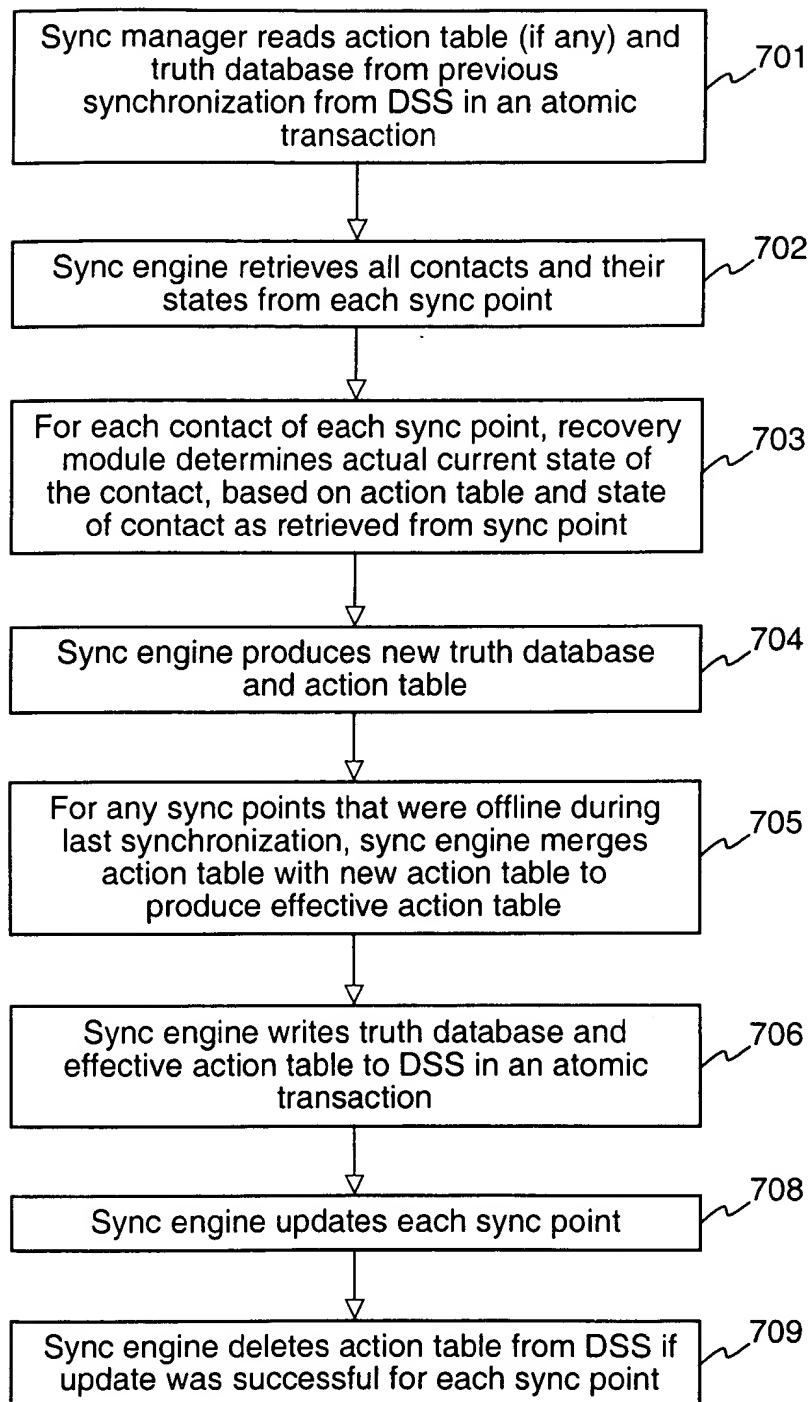 Sync manager reads action table (if any) and
truth database from previous
synchronization from DSS in an atomic
transaction
701
Sync engine retrieves all contacts and their
states from each sync point
702
For each contact of each sync point, recovery
module determines actual current state of
the contact, based on action table and state
of contact as retrieved from sync point
703
Sync engine produces new truth database
and action table
704
For any sync points that were offline during
last synchronization, sync engine merges
action table with new action table to
produce effective action table
705
Sync engine writes truth database and
effective action table to DSS in an atomic
transaction
706
Sync engine updates each sync point
708
Sync engine deletes action table from DSS if
update was successful for each sync point
709